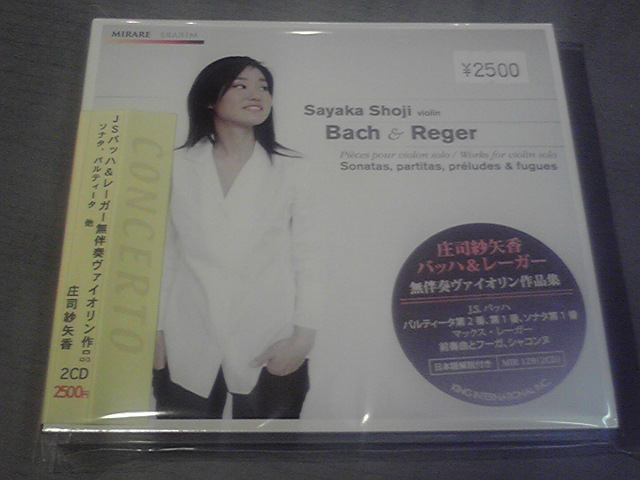 MIRARE
¥2500
Sayaka Shoji violin
Bach & Reger
Pièces pour violon solo / Works for violin solo
Sonatas, partitas, préludes & fugues
CONCERTO
JSバッハ&レーガー無伴奏ヴァイオリン作品
ソナタ、パルティータ 他
庄司紗矢香
2CD
2500円
庄司紗矢香
バッハ&レーガー
無伴奏ヴァイオリン作品集
J.S. バッハ
パルティータ第2番、第1番、ソナタ第1番
マックス・レーガー
前奏曲とフーガ、シャコンヌ
日本語解説付き
MIR 128 (2CD)
KING INTERNATIONAL INC.